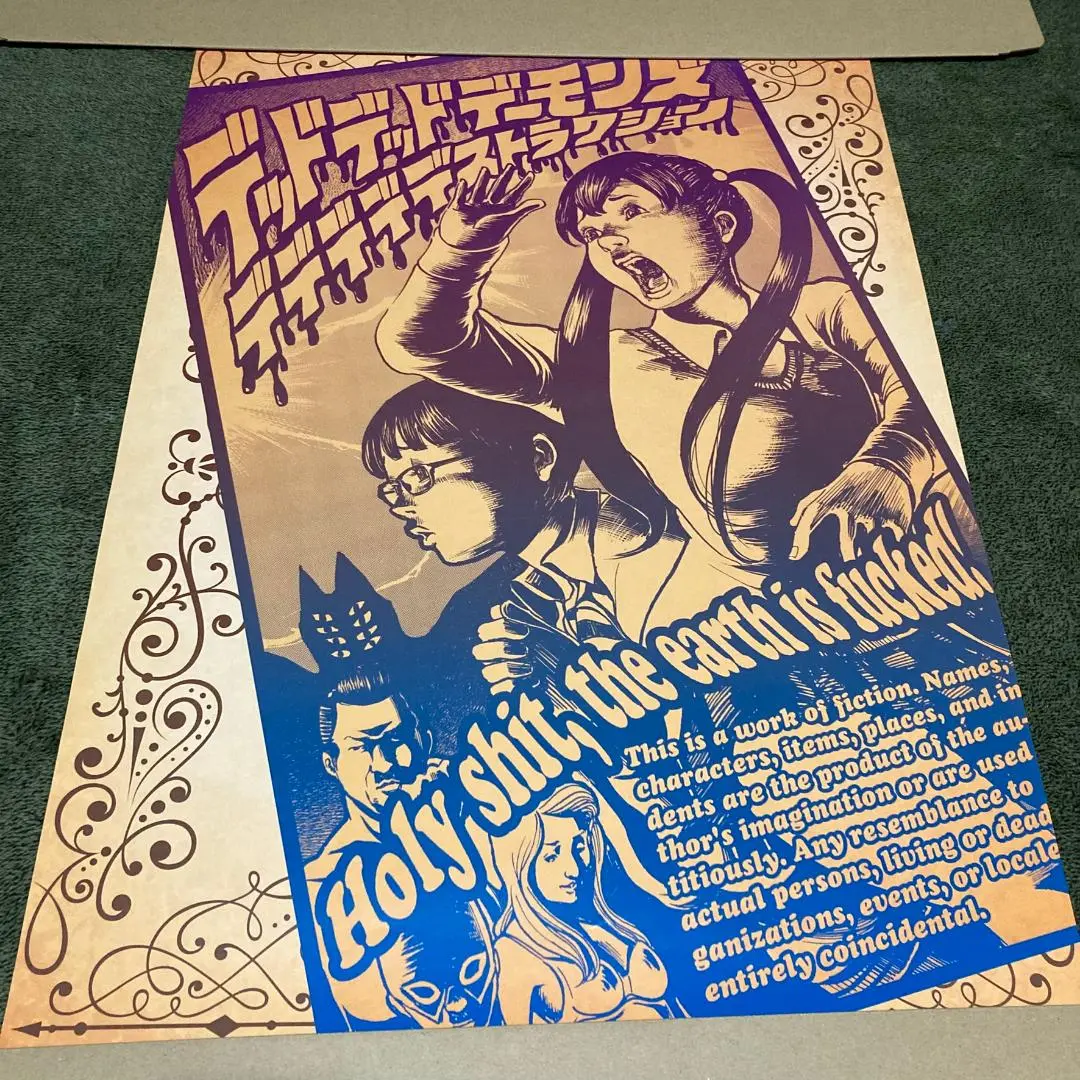 デッドデッドデーモンズ
デデデデデストラクション
Holy shit, the earth is fucked!
This is a work of fiction. Names,
characters, items, places, and in
dents are the product of the au-
thor's imagination or are used
titiously. Any resemblance to
actual persons, living or dead
ganizations, events, or locale
entirely coincidental.